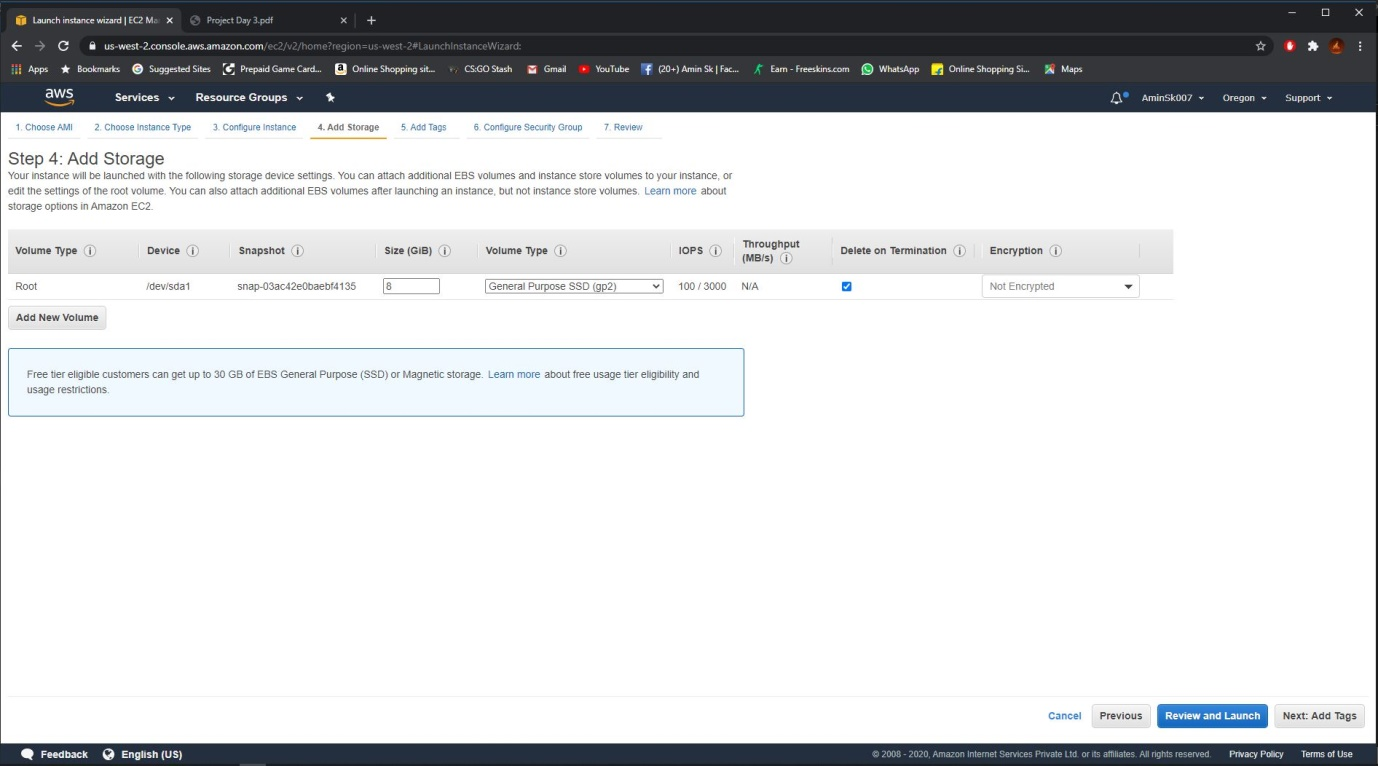 Launch instance wizard | EC2 Ma
Project Day 3.pdf
us-west-2.console.aws.amazon.com/ec2/v2/home?region=us-west-2#LaunchInstanceWizard:
Apps Bookmarks Suggested Sites Prepaid Game Card... Online Shopping sit... CS:GO Stash Gmail YouTube (20+) Amin Sk | Fac... Earn - Freeskins.com WhatsApp Online Shopping Si... Maps
aws Services Resource Groups AminSk007 Oregon Support
1. Choose AMI 2. Choose Instance Type 3. Configure Instance 4. Add Storage 5. Add Tags 6. Configure Security Group 7. Review
Step 4: Add Storage
Your instance will be launched with the following storage device settings. You can attach additional EBS volumes and instance store volumes to your instance, or
edit the settings of the root volume. You can also attach additional EBS volumes after launching an instance, but not instance store volumes. Learn more about
storage options in Amazon EC2.
Volume Type Device Snapshot Size (GiB) Volume Type IOPS Throughput (MB/s) Delete on Termination Encryption
Root /dev/sda1 snap-03ac42e0baebf4135 8 General Purpose SSD (gp2) 100 / 3000 N/A Not Encrypted
Add New Volume
Free tier eligible customers can get up to 30 GB of EBS General Purpose (SSD) or Magnetic storage. Learn more about free usage tier eligibility and
usage restrictions.
Cancel Previous Review and Launch Next: Add Tags
Feedback English (US) © 2008 - 2020, Amazon Internet Services Private Ltd. or its affiliates. All rights reserved. Privacy Policy Terms of Use